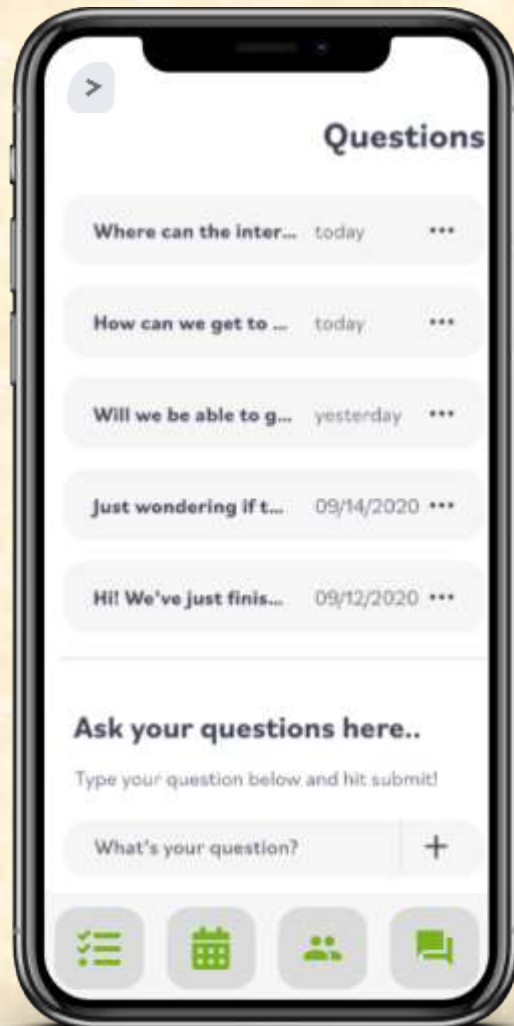 >
Questions
Where can the inter... today ...
How can we get to ... today ...
Will we be able to g... yesterday ...
Just wondering if t... 09/14/2020 ...
Hi! We've just finis... 09/12/2020 ...
Ask your questions here..
Type your question below and hit submit!
What's your question? +